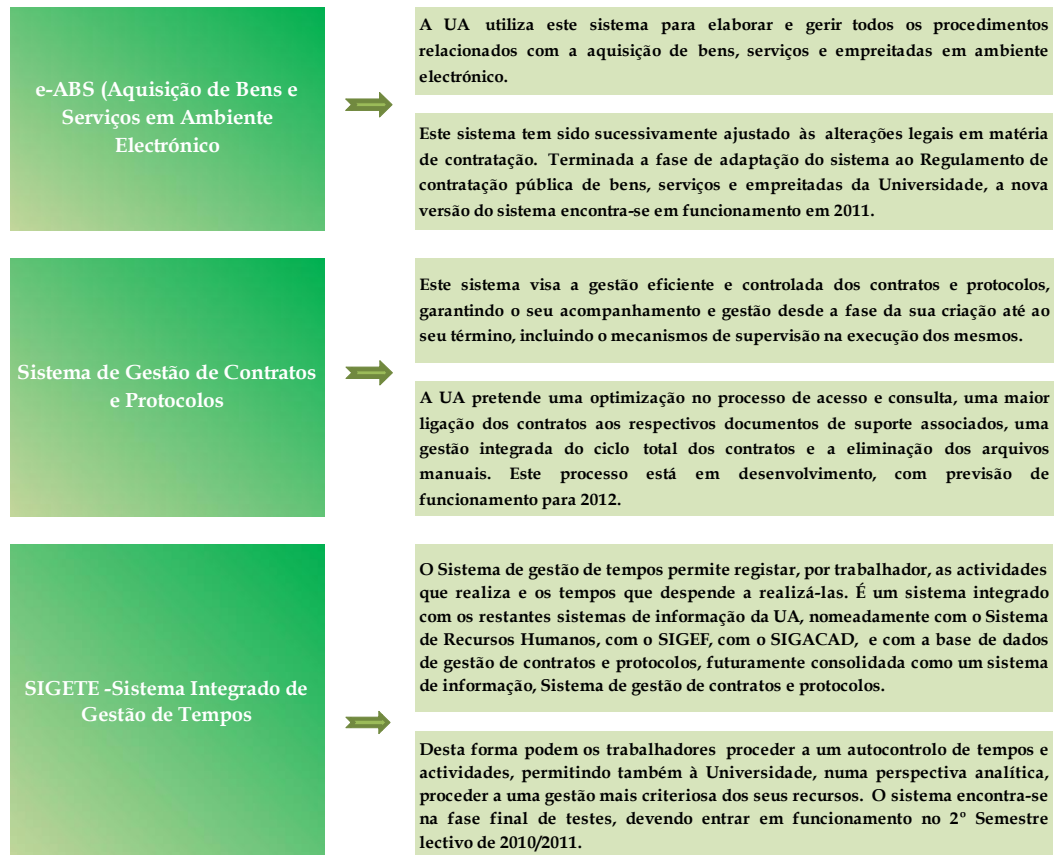 e-ABS (Aquisição de Bens e
Serviços em Ambiente
Electrónico
A UA utiliza este sistema para elaborar e gerir todos os procedimentos
relacionados com a aquisição de bens, serviços e empreitadas em ambiente
electrónico.
Este sistema tem sido sucessivamente ajustado às alterações legais em matéria
de contratação. Terminada a fase de adaptação do sistema ao Regulamento de
contratação pública de bens, serviços e empreitadas da Universidade, a nova
versão do sistema encontra-se em funcionamento em 2011.
Sistema de Gestão de Contratos
e Protocolos
Este sistema visa a gestão eficiente e controlada dos contratos e protocolos,
garantindo o seu acompanhamento e gestão desde a fase da sua criação até ao
seu término, incluindo o mecanismos de supervisão na execução dos mesmos.
A UA pretende uma optimização no processo de acesso e consulta, uma maior
ligação dos contratos aos respectivos documentos de suporte associados, uma
gestão integrada do ciclo total dos contratos e a eliminação dos arquivos
manuais. Este processo está em desenvolvimento, com previsão de
funcionamento para 2012.
SIGETE -Sistema Integrado de
Gestão de Tempos
O Sistema de gestão de tempos permite registar, por trabalhador, as actividades
que realiza e os tempos que despende a realizá-las. É um sistema integrado
com os restantes sistemas de informação da UA, nomeadamente com o Sistema
de Recursos Humanos, com o SIGEF, com o SIGACAD, e com a base de dados
de gestão de contratos e protocolos, futuramente consolidada como um sistema
de informação, Sistema de gestão de contratos e protocolos.
Desta forma podem os trabalhadores proceder a um autocontrolo de tempos e
actividades, permitindo também à Universidade, numa perspectiva analítica,
proceder a uma gestão mais criteriosa dos seus recursos. O sistema encontra-se
na fase final de testes, devendo entrar em funcionamento no 2º Semestre
lectivo de 2010/2011.